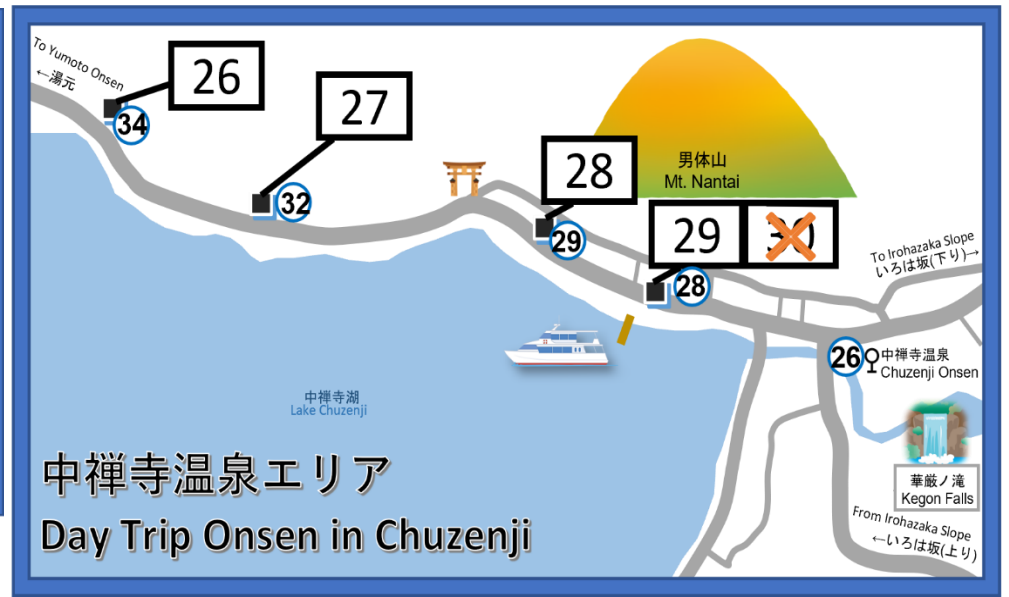 To Yumoto Onsen
←湯元
26
34
27
32
28
29
男体山
Mt. Nantai
29
30
28
To Irohazaka Slope
いろは坂(下り)→
26
中禅寺温泉
Chuzenji Onsen
中禅寺湖
Lake Chuzenji
華厳ノ滝
Kegon Falls
From Irohazaka Slope
←いろは坂(上り)
中禅寺温泉エリア
Day Trip Onsen in Chuzenji